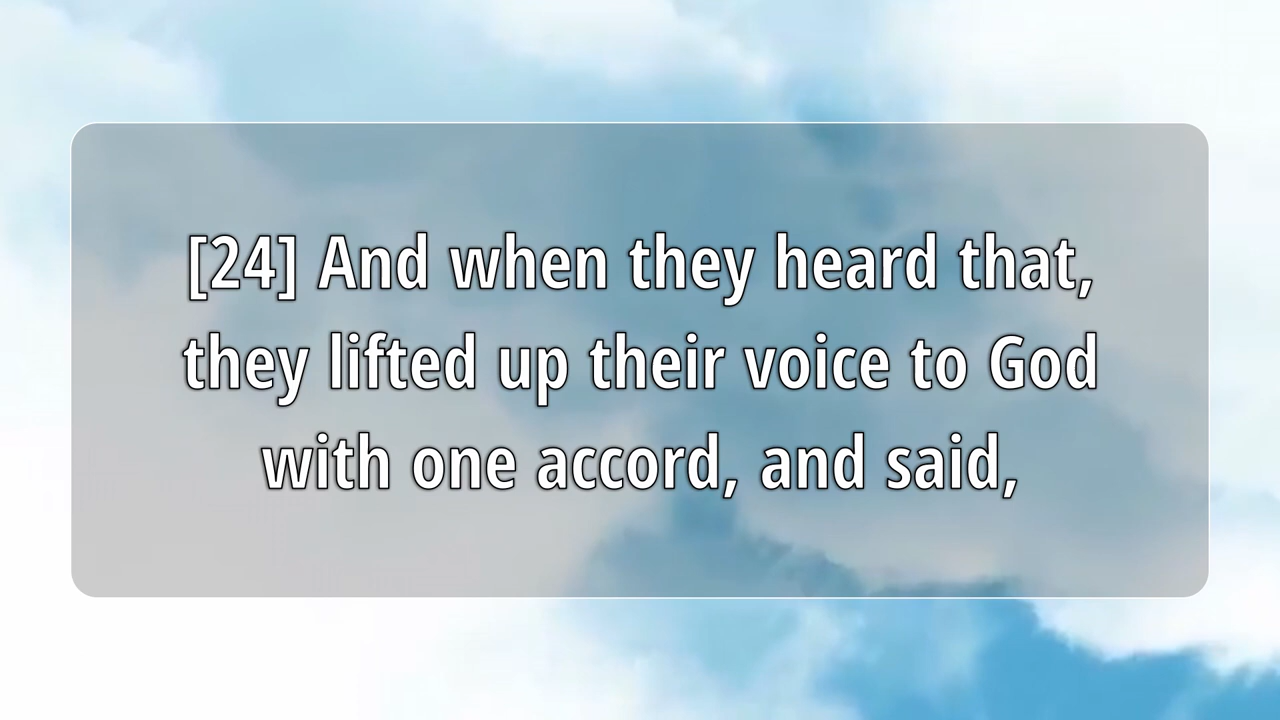 [24] And when they heard that,
they lifted up their voice to God
with one accord, and said,